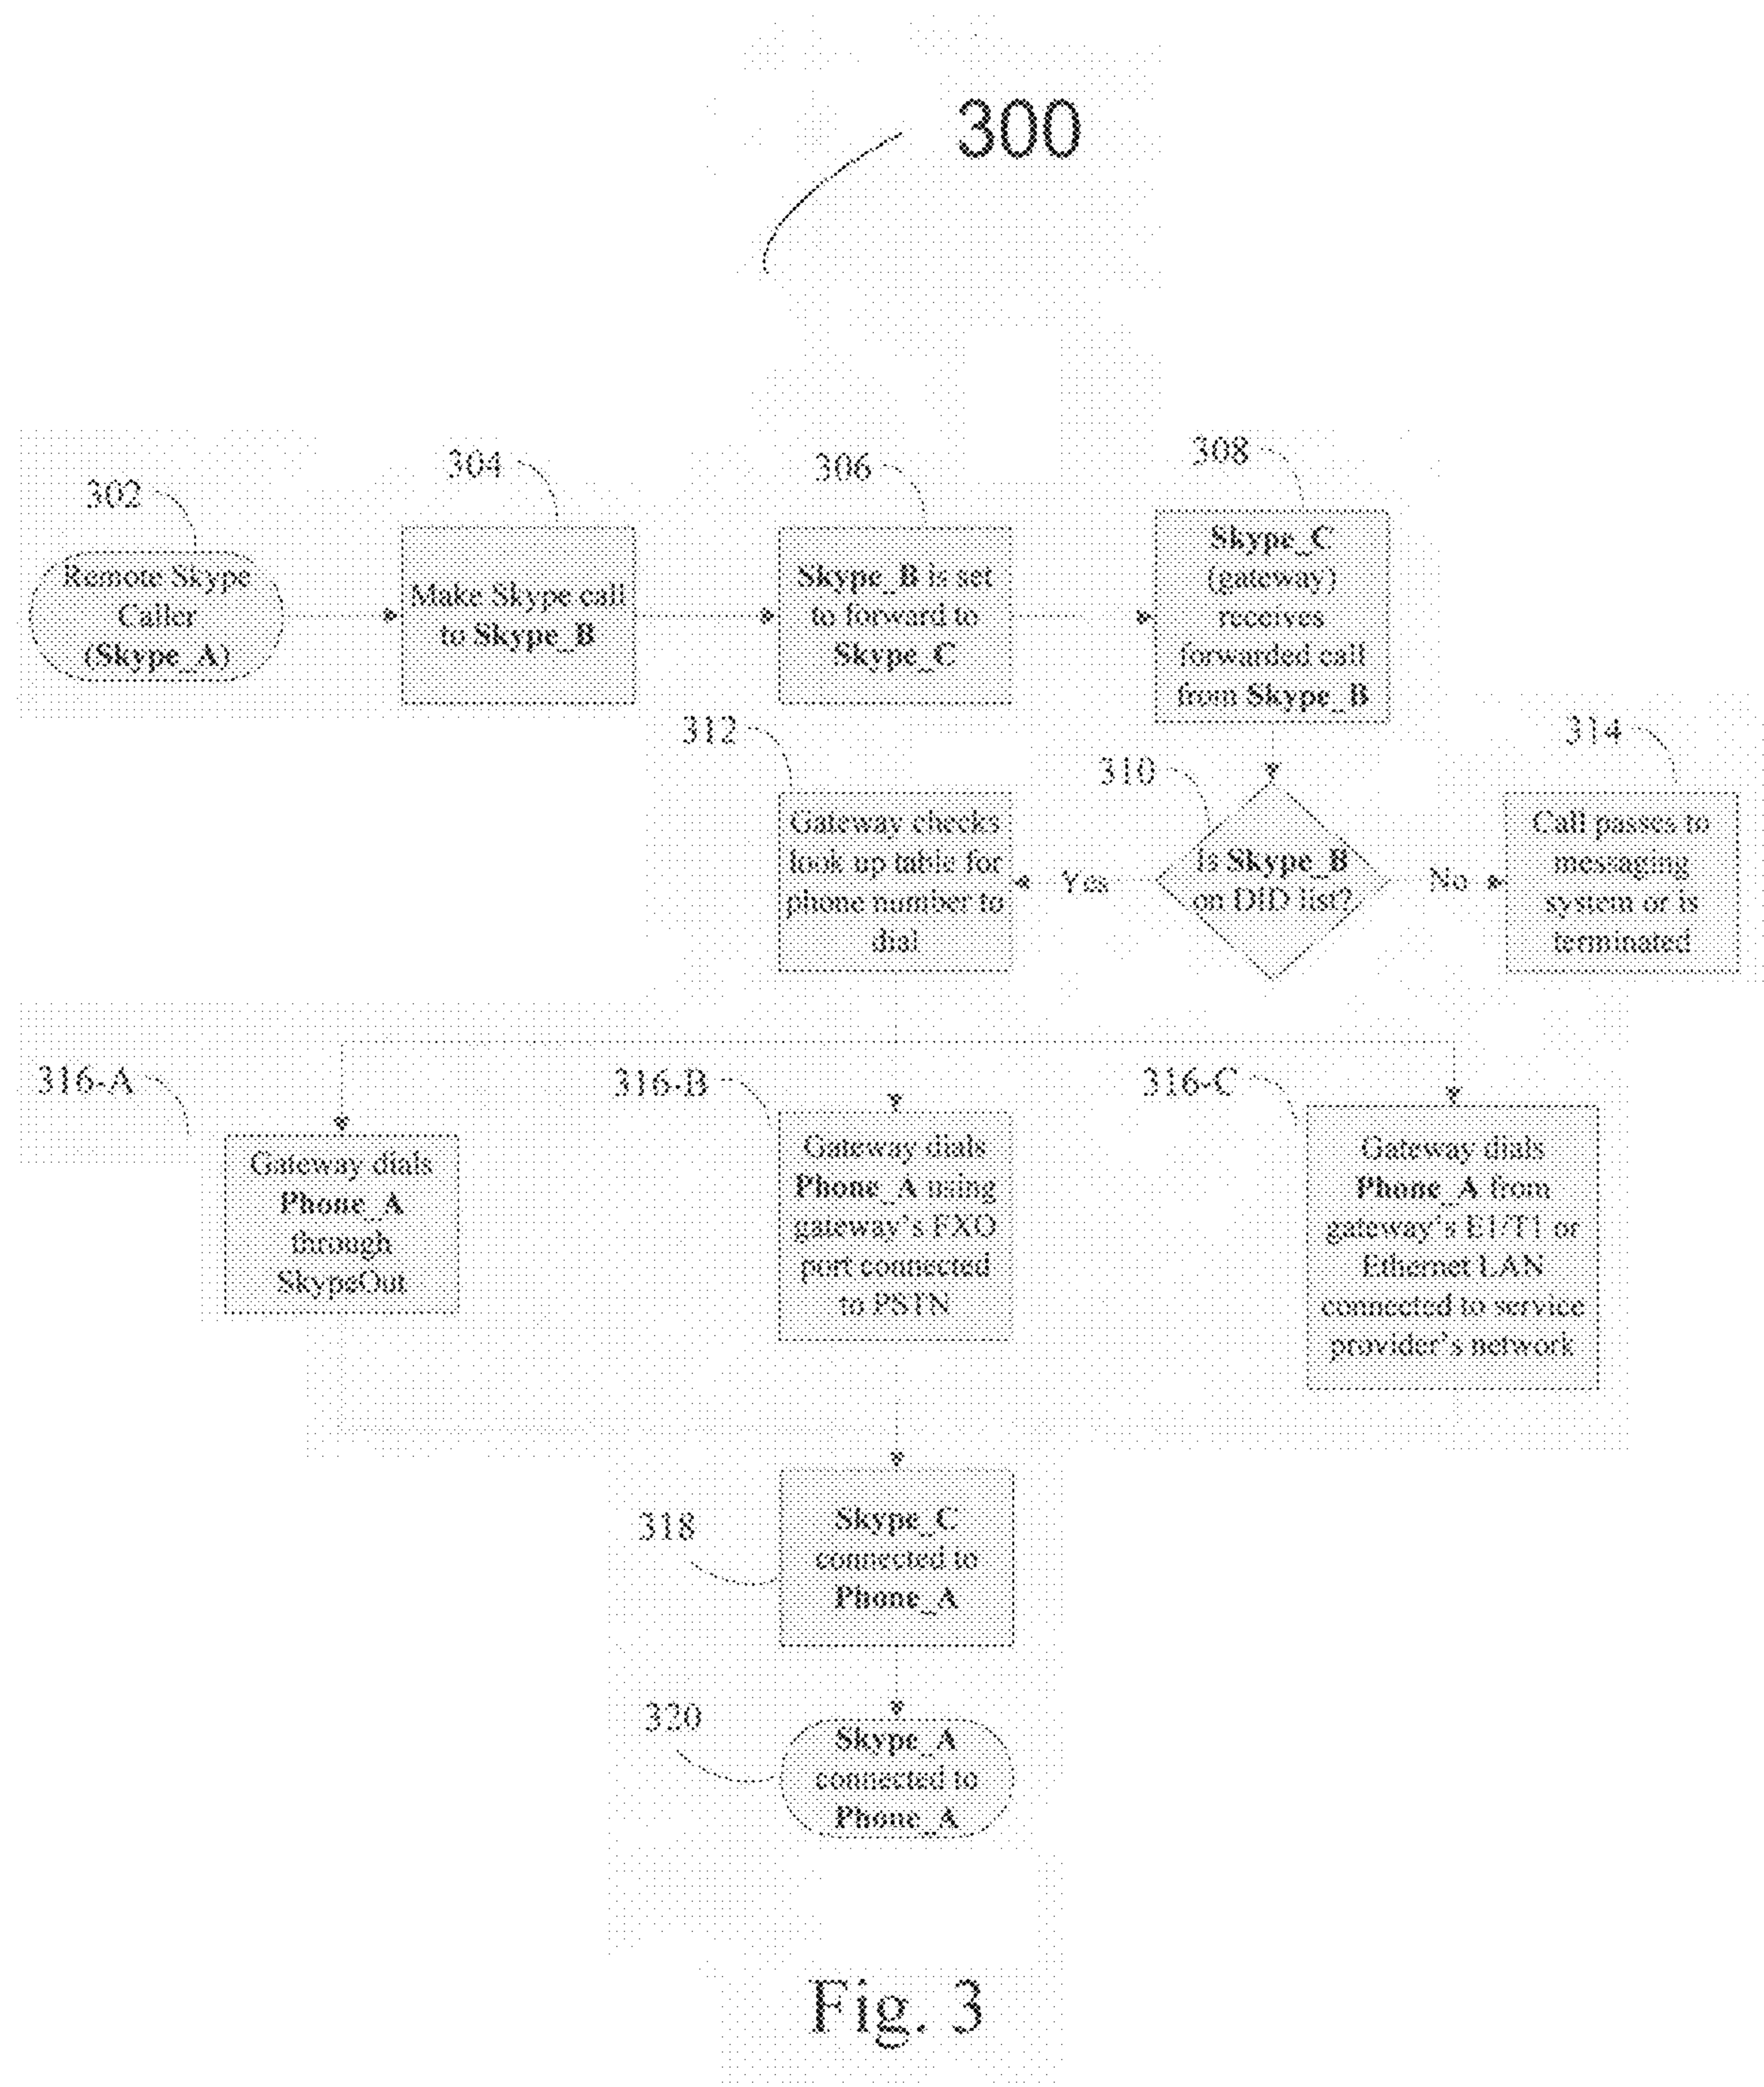 300
302
Remote Skype
Caller
(Skype_A)
304
Make Skype call
to Skype_B
306
Skype_B is set
to forward to
Skype_C
308
Skype_C
(gateway)
receives
forwarded call
from Skype_B
310
Is Skype_B
on DID list?
Yes
No
312
Gateway checks
look up table for
phone number to
dial
314
Call passes to
messaging
system or is
terminated
316-A
Gateway dials
Phone_A
through
SkypeOut
316-B
Gateway dials
Phone_A using
gateway's FXO
port connected
to PSTN
316-C
Gateway dials
Phone_A from
gateway's E1/T1 or
Ethernet LAN
connected to service
provider's network
318
Skype_C
connected to
Phone_A
320
Skype_A
connected to
Phone_A
Fig. 3